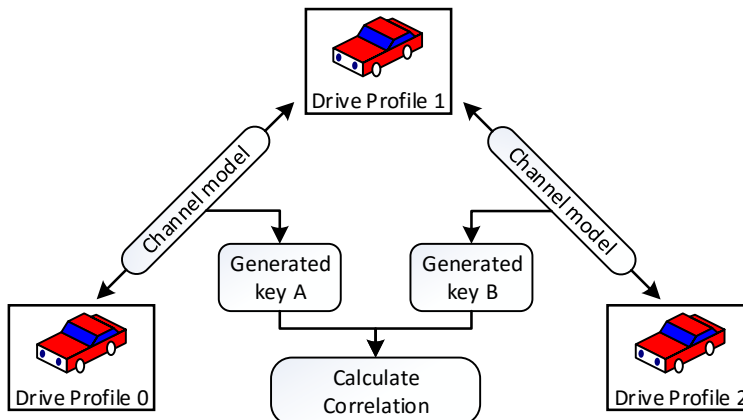 Drive Profile 1
Channel model
Channel model
Generated
key A
Generated
key B
Drive Profile 0
Drive Profile 2
Calculate
Correlation